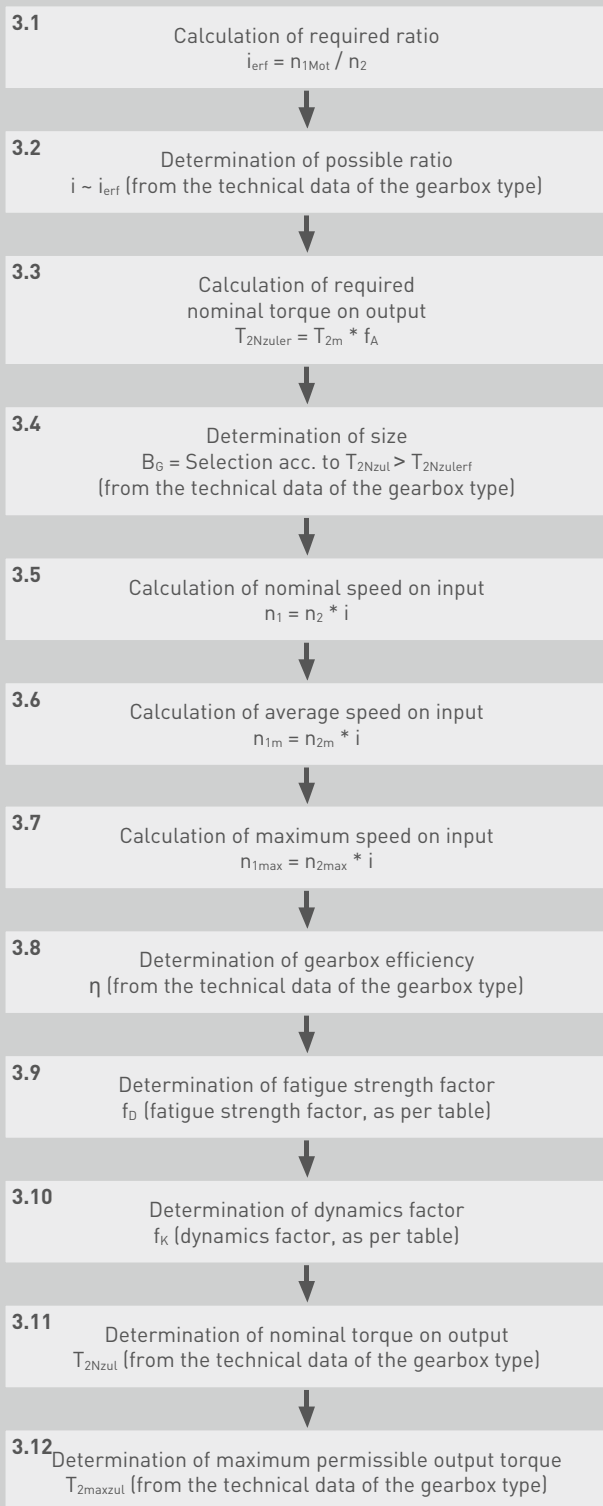 3.1
Calculation of required ratio
i_erf = n_1Mot / n_2
3.2
Determination of possible ratio
i ~ i_erf (from the technical data of the gearbox type)
3.3
Calculation of required
nominal torque on output
T_2Nzuler = T_2m * f_A
3.4
Determination of size
B_G = Selection acc. to T_2Nzul > T_2Nzulerf
(from the technical data of the gearbox type)
3.5
Calculation of nominal speed on input
n_1 = n_2 * i
3.6
Calculation of average speed on input
n_1m = n_2m * i
3.7
Calculation of maximum speed on input
n_1max = n_2max * i
3.8
Determination of gearbox efficiency
η (from the technical data of the gearbox type)
3.9
Determination of fatigue strength factor
f_D (fatigue strength factor, as per table)
3.10
Determination of dynamics factor
f_K (dynamics factor, as per table)
3.11
Determination of nominal torque on output
T_2Nzul (from the technical data of the gearbox type)
3.12
Determination of maximum permissible output torque
T_2maxzul (from the technical data of the gearbox type)